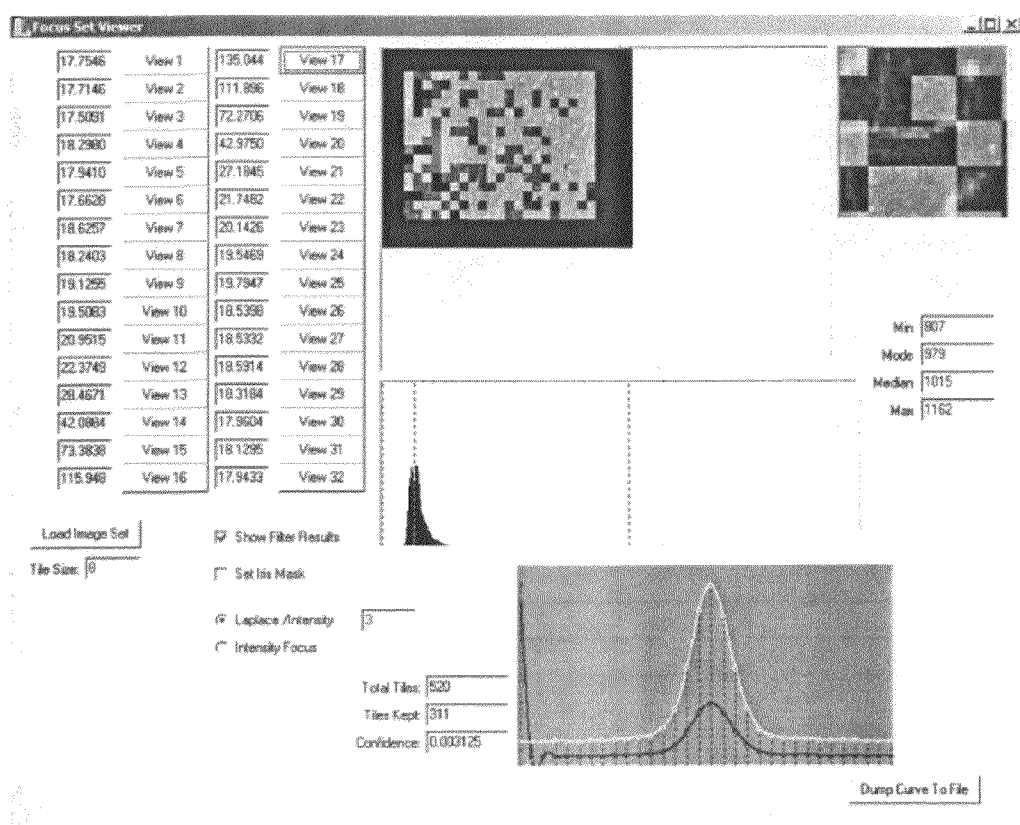 Focus Set Viewer
17.7546 View 1 135.044 View 17
17.7146 View 2 111.896 View 18
17.5091 View 3 72.2706 View 19
18.2980 View 4 42.9750 View 20
17.9410 View 5 27.1845 View 21
17.6628 View 6 21.7482 View 22
18.6257 View 7 20.1426 View 23
18.2403 View 8 19.5469 View 24
19.1255 View 9 19.7947 View 25
19.5083 View 10 18.5398 View 26
20.9515 View 11 18.5332 View 27
22.3749 View 12 18.5914 View 28
28.4671 View 13 18.3184 View 29
42.0884 View 14 17.9604 View 30
73.3838 View 15 18.1295 View 31
115.948 View 16 17.9433 View 32
Min 807
Mode 979
Median 1015
Max 1162
Load Image Set
Tile Size: 8
Show Filter Results
Set Iris Mask
Laplace /Intensity 3
Intensity Focus
Total Tiles: 520
Tiles Kept: 311
Confidence: 0.003125
Dump Curve To File